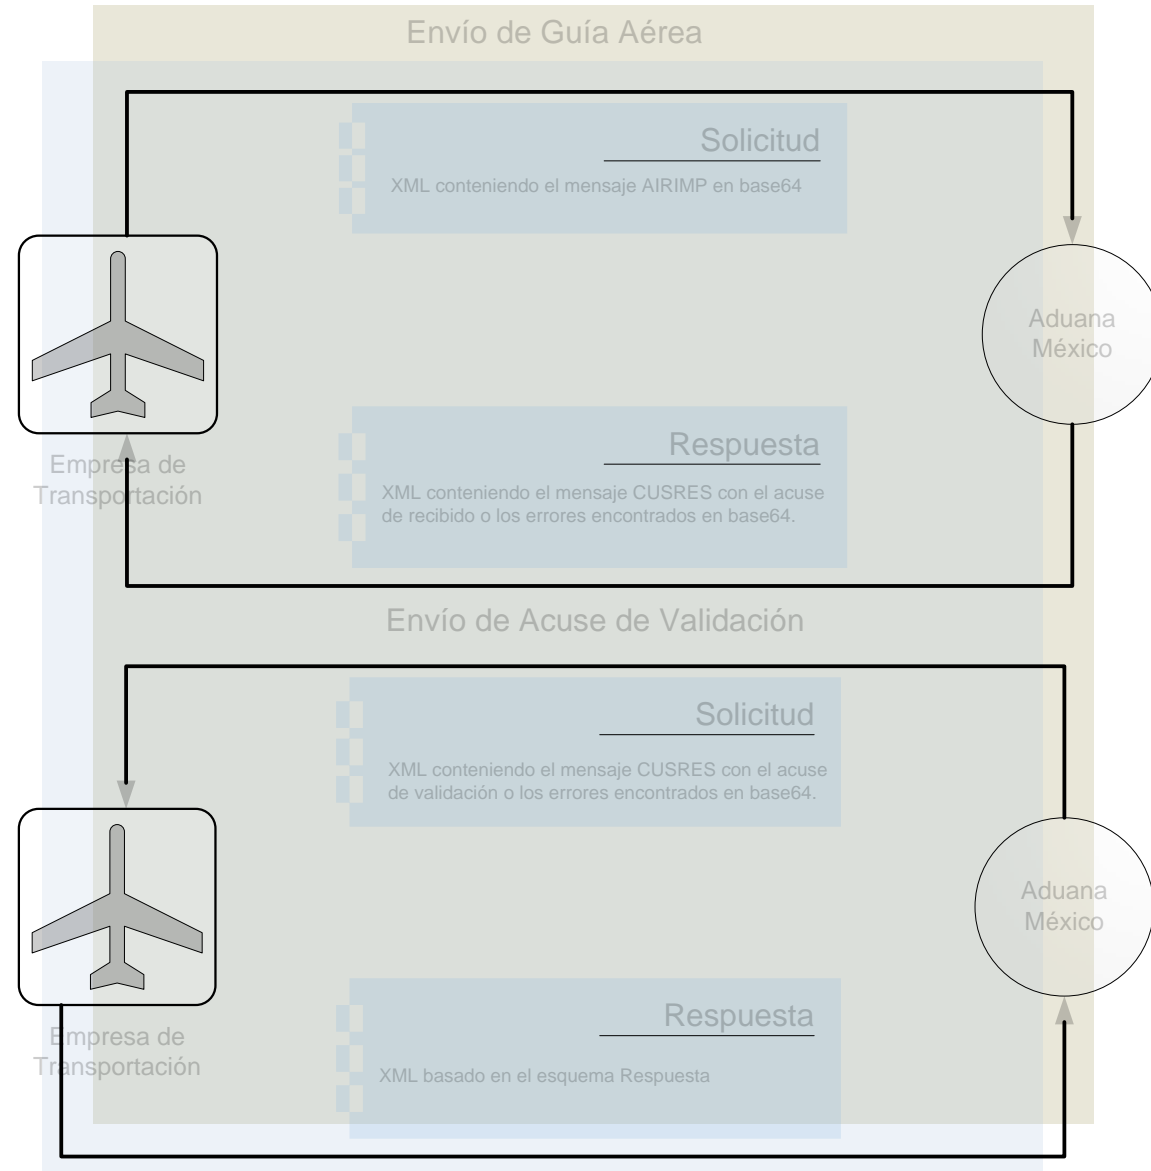 Envío de Guía Aérea
Solicitud
XML conteniendo el mensaje AIRIMP en base64
Aduana
México
Respuesta
Empresa de
Transportación
XML conteniendo el mensaje CUSRES con el acuse
de recibido o los errores encontrados en base64.
Envío de Acuse de Validación
Solicitud
XML conteniendo el mensaje CUSRES con el acuse
de validación o los errores encontrados en base64.
Aduana
México
Respuesta
Empresa de
Transportación
XML basado en el esquema Respuesta